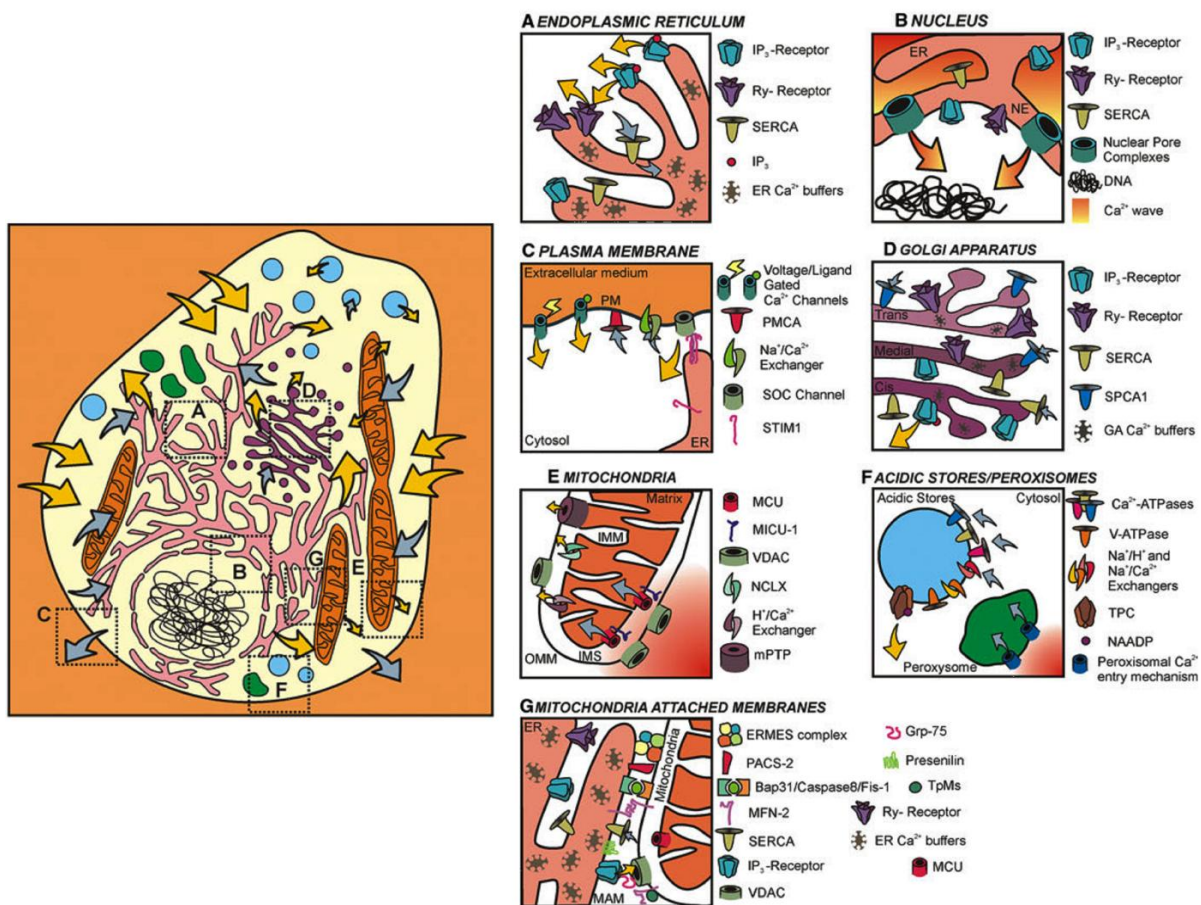 A ENDOPLASMIC RETICULUM
IP₃-Receptor
Ry- Receptor
SERCA
IP₃
ER Ca²⁺ buffers
B NUCLEUS
ER
NE
IP₃-Receptor
Ry- Receptor
SERCA
Nuclear Pore
Complexes
DNA
Ca²⁺ wave
A
D
B
G
E
C
F
C PLASMA MEMBRANE
Extracellular medium
PM
Cytosol
ER
Voltage/Ligand
Gated
Ca²⁺ Channels
PMCA
Na⁺/Ca²⁺
Exchanger
SOC Channel
STIM1
D GOLGI APPARATUS
Trans
Medial
Cis
IP₃-Receptor
Ry- Receptor
SERCA
SPCA1
GA Ca²⁺ buffers
E MITOCHONDRIA
Matrix
IMM
OMM
IMS
MCU
MICU-1
VDAC
NCLX
H⁺/Ca²⁺
Exchanger
mPTP
F ACIDIC STORES/PEROXISOMES
Acidic Stores
Cytosol
Peroxysome
Ca²⁺-ATPases
V-ATPase
Na⁺/H⁺ and
Na⁺/Ca²⁺
Exchangers
TPC
NAADP
Peroxisomal Ca²⁺
entry mechanism
G MITOCHONDRIA ATTACHED MEMBRANES
ER
Mitochondria
MAM
ERMES complex
PACS-2
Bap31/Caspase8/Fis-1
MFN-2
SERCA
IP₃-Receptor
VDAC
Grp-75
Presenilin
TpMs
Ry- Receptor
ER Ca²⁺ buffers
MCU